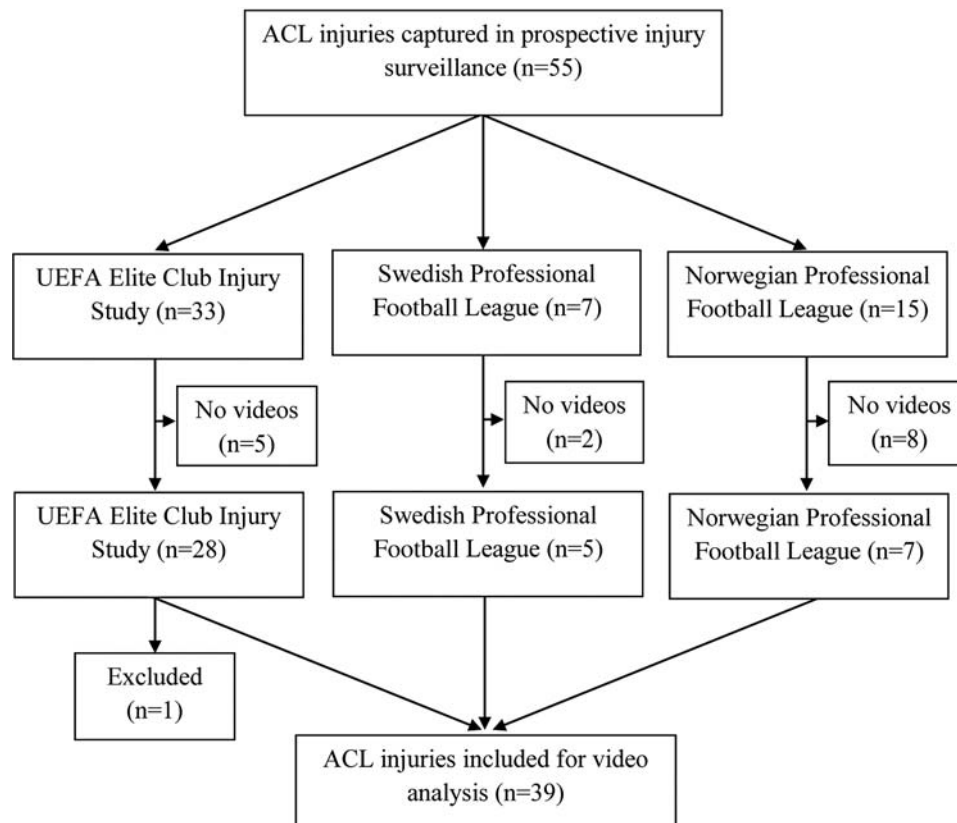 ACL injuries captured in prospective injury
surveillance (n=55)
UEFA Elite Club Injury
Study (n=33)
Swedish Professional
Football League (n=7)
Norwegian Professional
Football League (n=15)
No videos
(n=5)
No videos
(n=2)
No videos
(n=8)
UEFA Elite Club Injury
Study (n=28)
Swedish Professional
Football League (n=5)
Norwegian Professional
Football League (n=7)
Excluded
(n=1)
ACL injuries included for video
analysis (n=39)